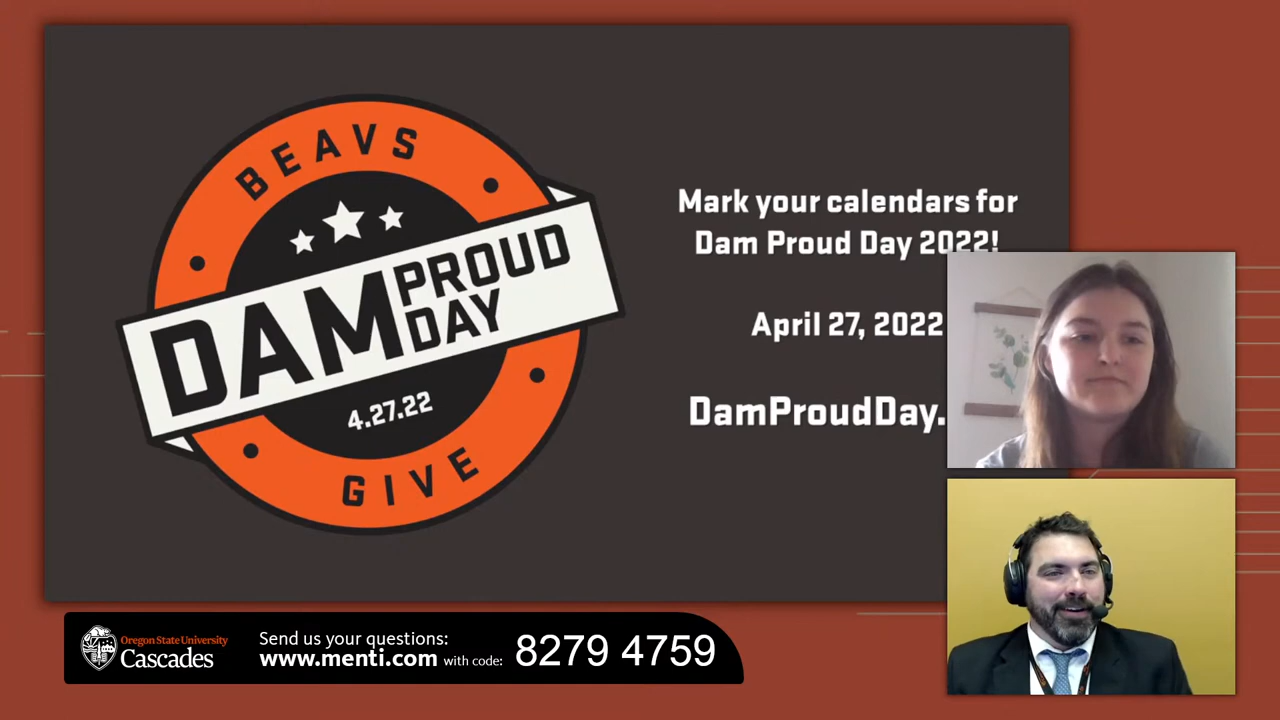 BEAVS
DAM PROUD
DAY
4.27.22
GIVE
Mark your calendars for
Dam Proud Day 2022!
April 27, 2022
DamProudDay.
Oregon State University
Cascades
Send us your questions:
www.menti.com with code:
8279 4759